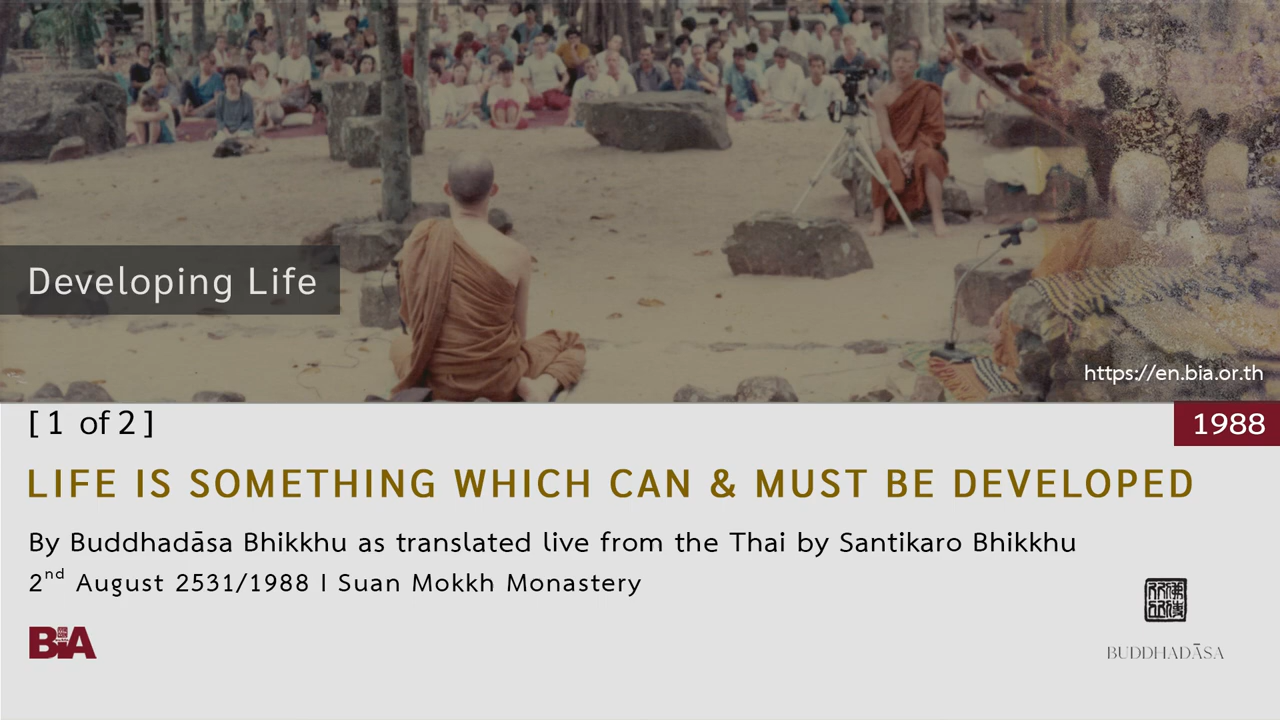 Developing Life
https://en.bia.or.th
[ 1 of 2 ]
1988
LIFE IS SOMETHING WHICH CAN & MUST BE DEVELOPED
By Buddhadāsa Bhikkhu as translated live from the Thai by Santikaro Bhikkhu
2nd August 2531/1988 | Suan Mokkh Monastery
BIA
BUDDHADĀSA